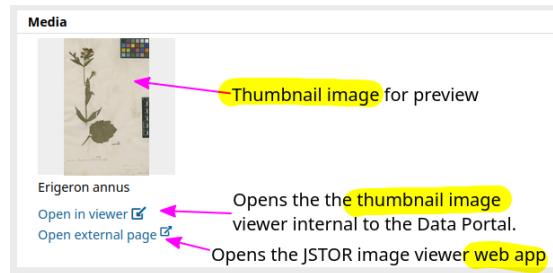 Media
Thumbnail image for preview
Erigeron annus
Open in viewer
Opens the the thumbnail image
viewer internal to the Data Portal.
Open external page
Opens the JSTOR image viewer web app